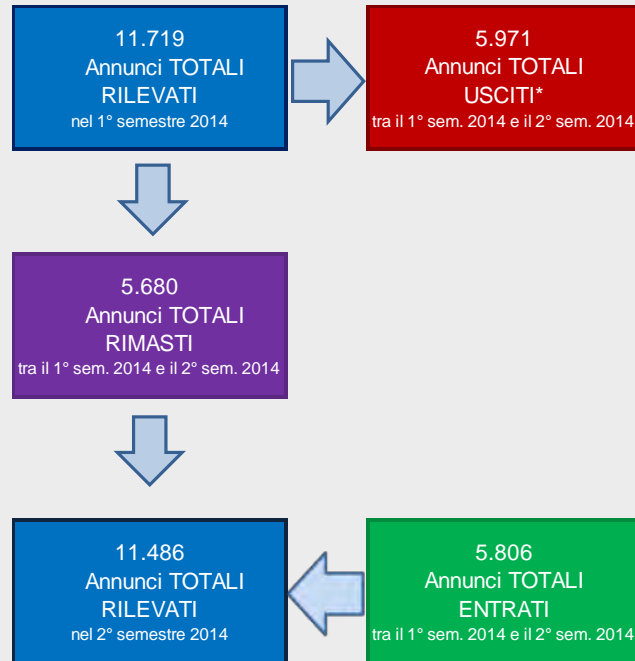 11.719
Annunci TOTALI
RILEVATI
nel 1° semestre 2014
5.971
Annunci TOTALI
USCITI*
tra il 1° sem. 2014 e il 2° sem. 2014
5.680
Annunci TOTALI
RIMASTI
tra il 1° sem. 2014 e il 2° sem. 2014
11.486
Annunci TOTALI
RILEVATI
nel 2° semestre 2014
5.806
Annunci TOTALI
ENTRATI
tra il 1° sem. 2014 e il 2° sem. 2014